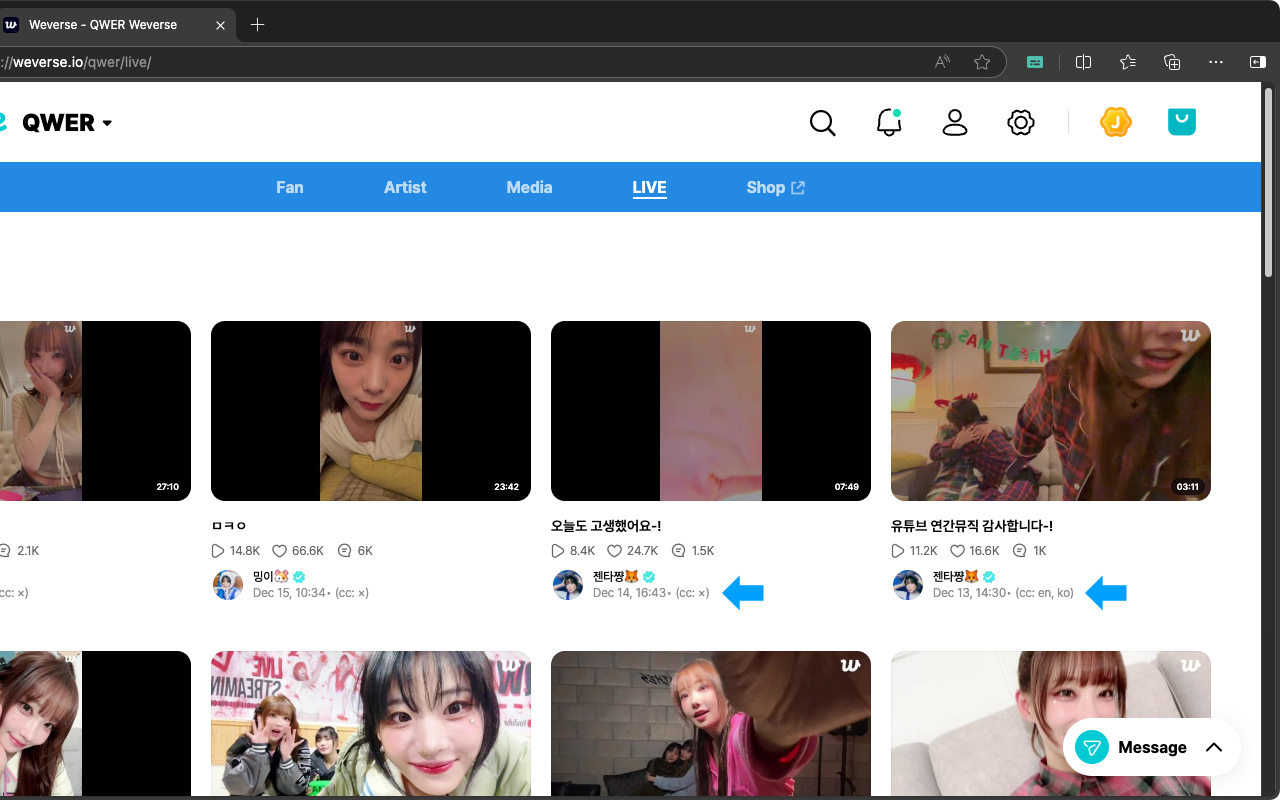 Weverse - QWER Weverse
://weverse.io/qwer/live/
QWER
Fan
Artist
Media
LIVE
Shop
27:10
23:42
07:49
03:11
2.1K
cc: ×)
ㅁㅋㅇ
14.8K 66.6K 6K
밍이🐹
Dec 15, 10:34• (cc: ×)
오늘도 고생했어요-!
8.4K 24.7K 1.5K
젠타쨩🦊
Dec 14, 16:43• (cc: ×)
유튜브 연간뮤직 감사합니다-!
11.2K 16.6K 1K
젠타쨩🦊
Dec 13, 14:30• (cc: en, ko)
LIVE
STREAMIN
Message